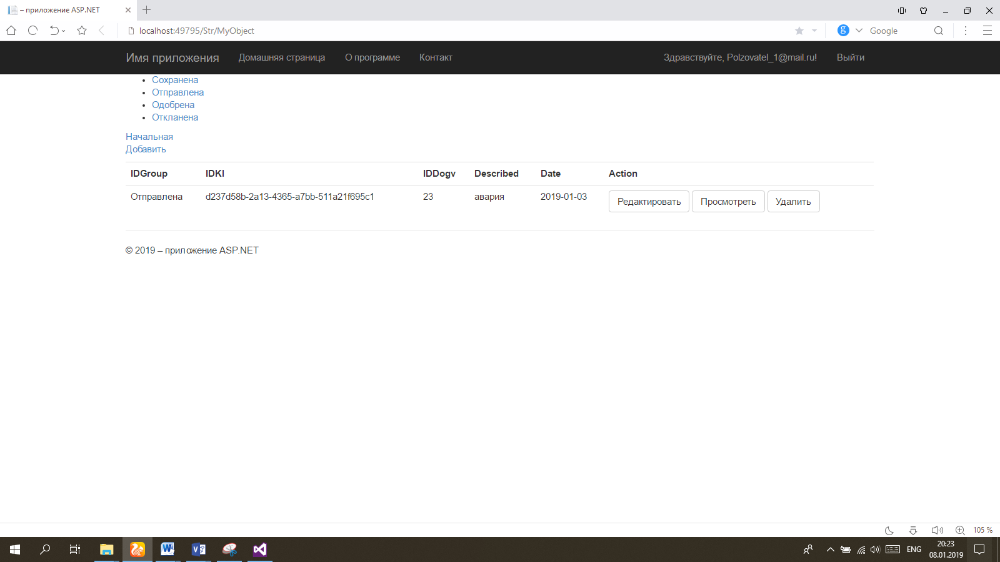 – приложение ASP.NET
localhost:49795/Str/MyObject
g
Google
Имя приложения
Домашняя страница
О программе
Контакт
Здравствуйте, Polzovatel_1@mail.ru!
Выйти
Сохранена
Отправлена
Одобрена
Откланена
Начальная
Добавить
IDGroup IDKI IDDogv Described Date Action
Отправлена d237d58b-2a13-4365-a7bb-511a21f695c1 23 авария 2019-01-03 Редактировать Просмотреть Удалить
© 2019 – приложение ASP.NET
105 %
ENG
20:23
08.01.2019